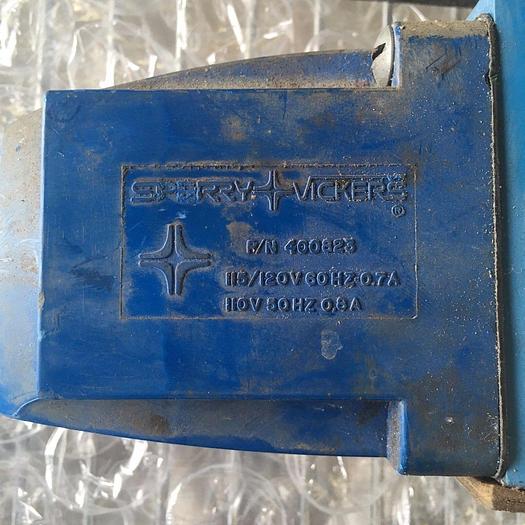 SPERRY VICKERS ®
P/N 400823
115/120V 60HZ 0.7A
110V 50HZ 0.8A